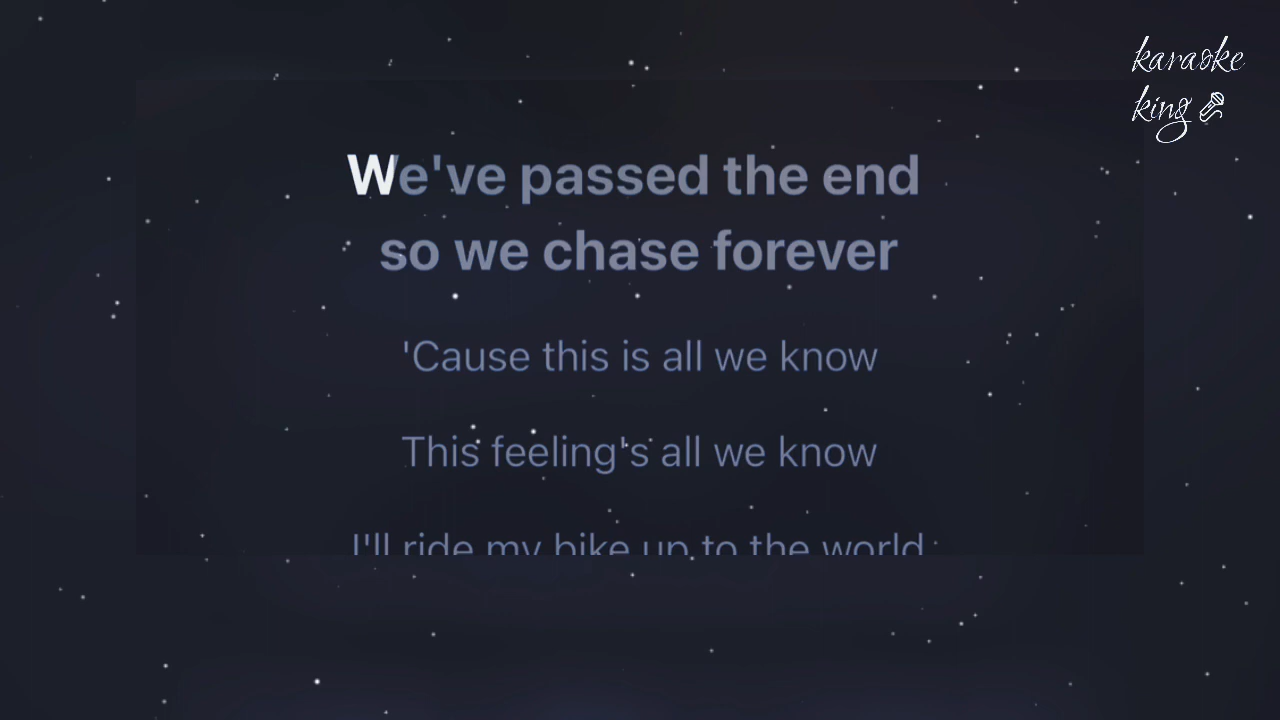 karaoke
king
We've passed the end
so we chase forever
'Cause this is all we know
This feeling's all we know
I'll ride my bike up to the world